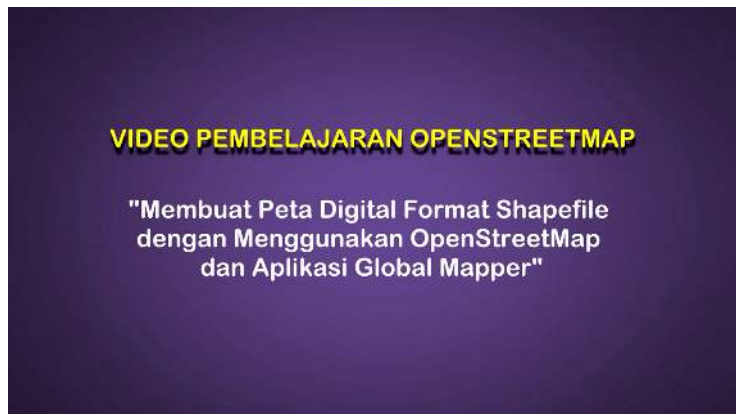 VIDEO PEMBELAJARAN OPENSTREETMAP
"Membuat Peta Digital Format Shapefile
dengan Menggunakan OpenStreetMap
dan Aplikasi Global Mapper"